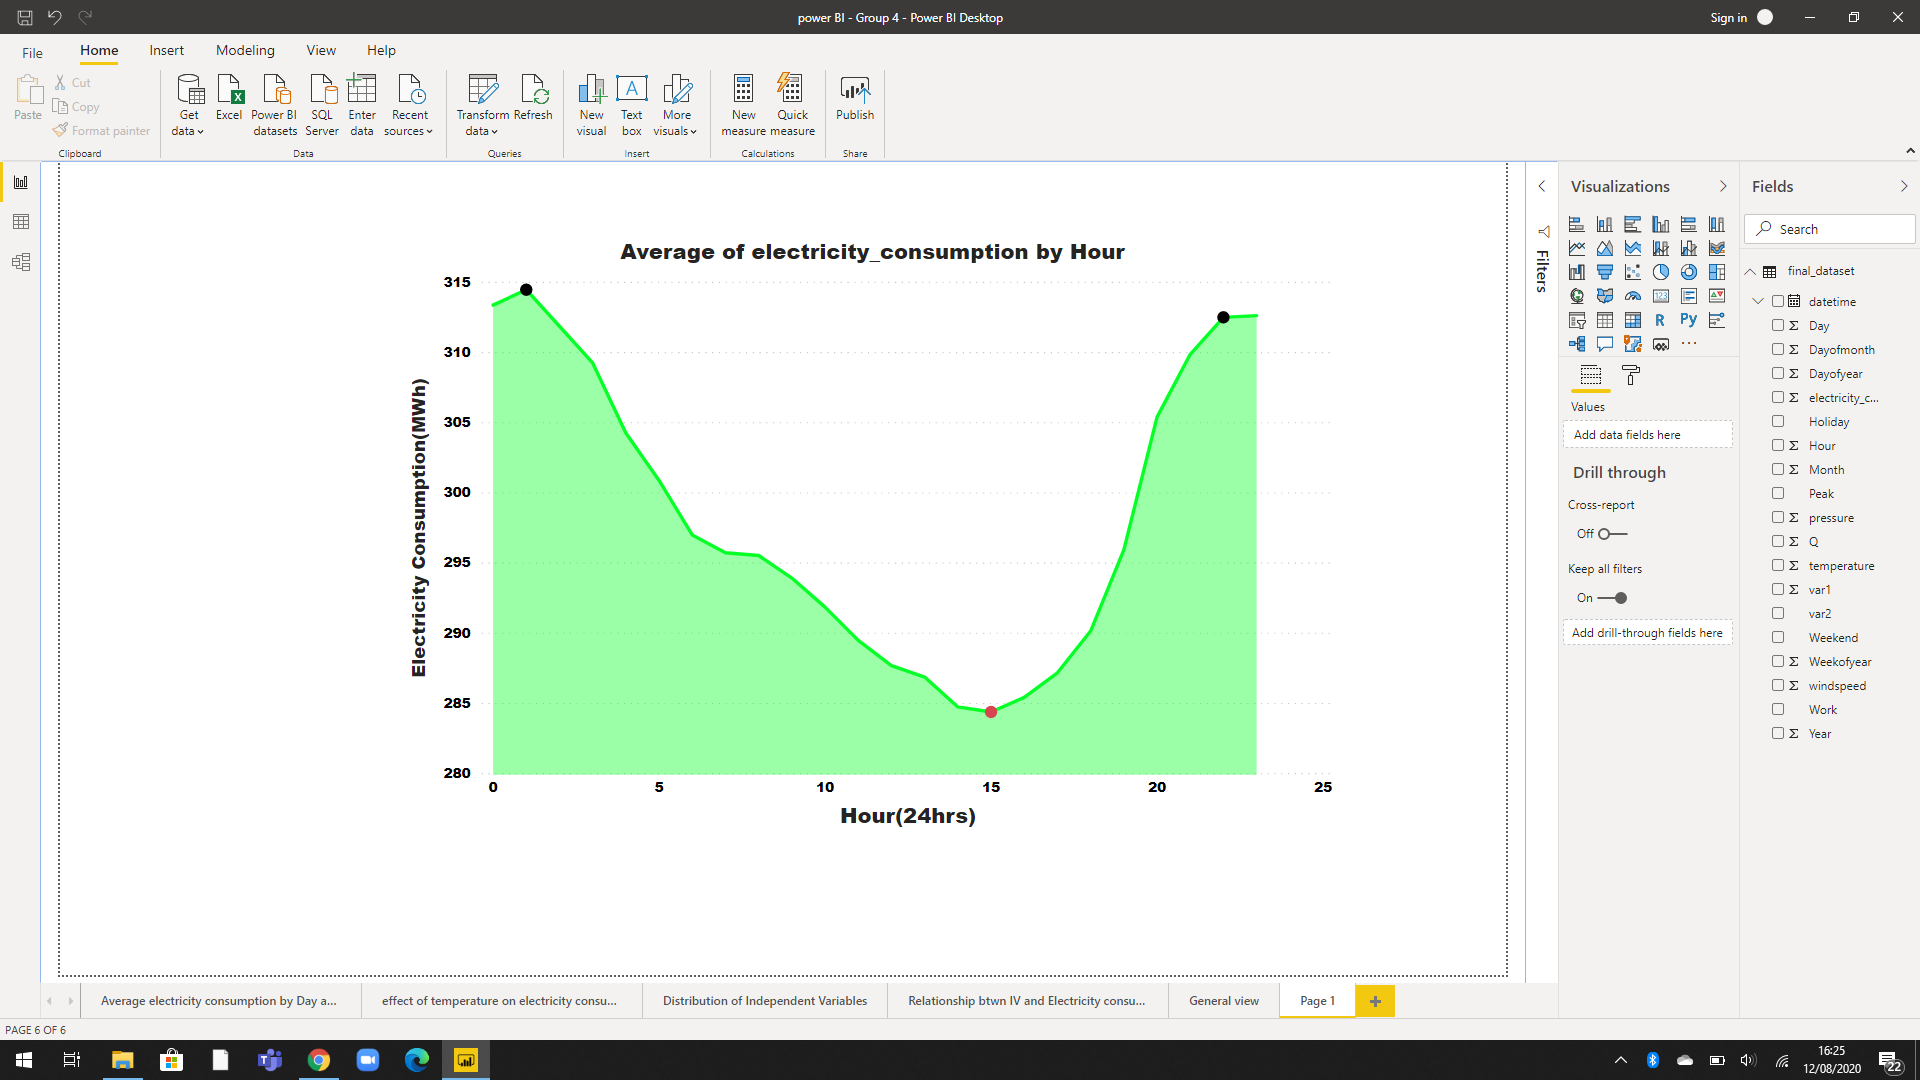 power BI - Group 4 - Power BI Desktop
Sign in
File
Home
Insert
Modeling
View
Help
Paste
Cut
Copy
Format painter
Clipboard
Get data
Excel
Power BI datasets
SQL Server
Enter data
Recent sources
Data
Transform data
Refresh
Queries
New visual
Text box
More visuals
Insert
New measure
Quick measure
Calculations
Publish
Share
Average of electricity_consumption by Hour
Electricity Consumption(MWh)
315
310
305
300
295
290
285
280
0 5 10 15 20 25
Hour(24hrs)
Filters
Visualizations
123
R
Py
...
Values
Add data fields here
Drill through
Cross-report
Off
Keep all filters
On
Add drill-through fields here
Fields
Search
final_dataset
datetime
Σ Day
Σ Dayofmonth
Σ Dayofyear
Σ electricity_c...
Holiday
Σ Hour
Σ Month
Peak
Σ pressure
Σ Q
Σ temperature
Σ var1
var2
Weekend
Σ Weekofyear
Σ windspeed
Work
Σ Year
Average electricity consumption by Day a...
effect of temperature on electricity consu...
Distribution of Independent Variables
Relationship btwn IV and Electricity consu...
General view
Page 1
+
PAGE 6 OF 6
16:25
12/08/2020
22